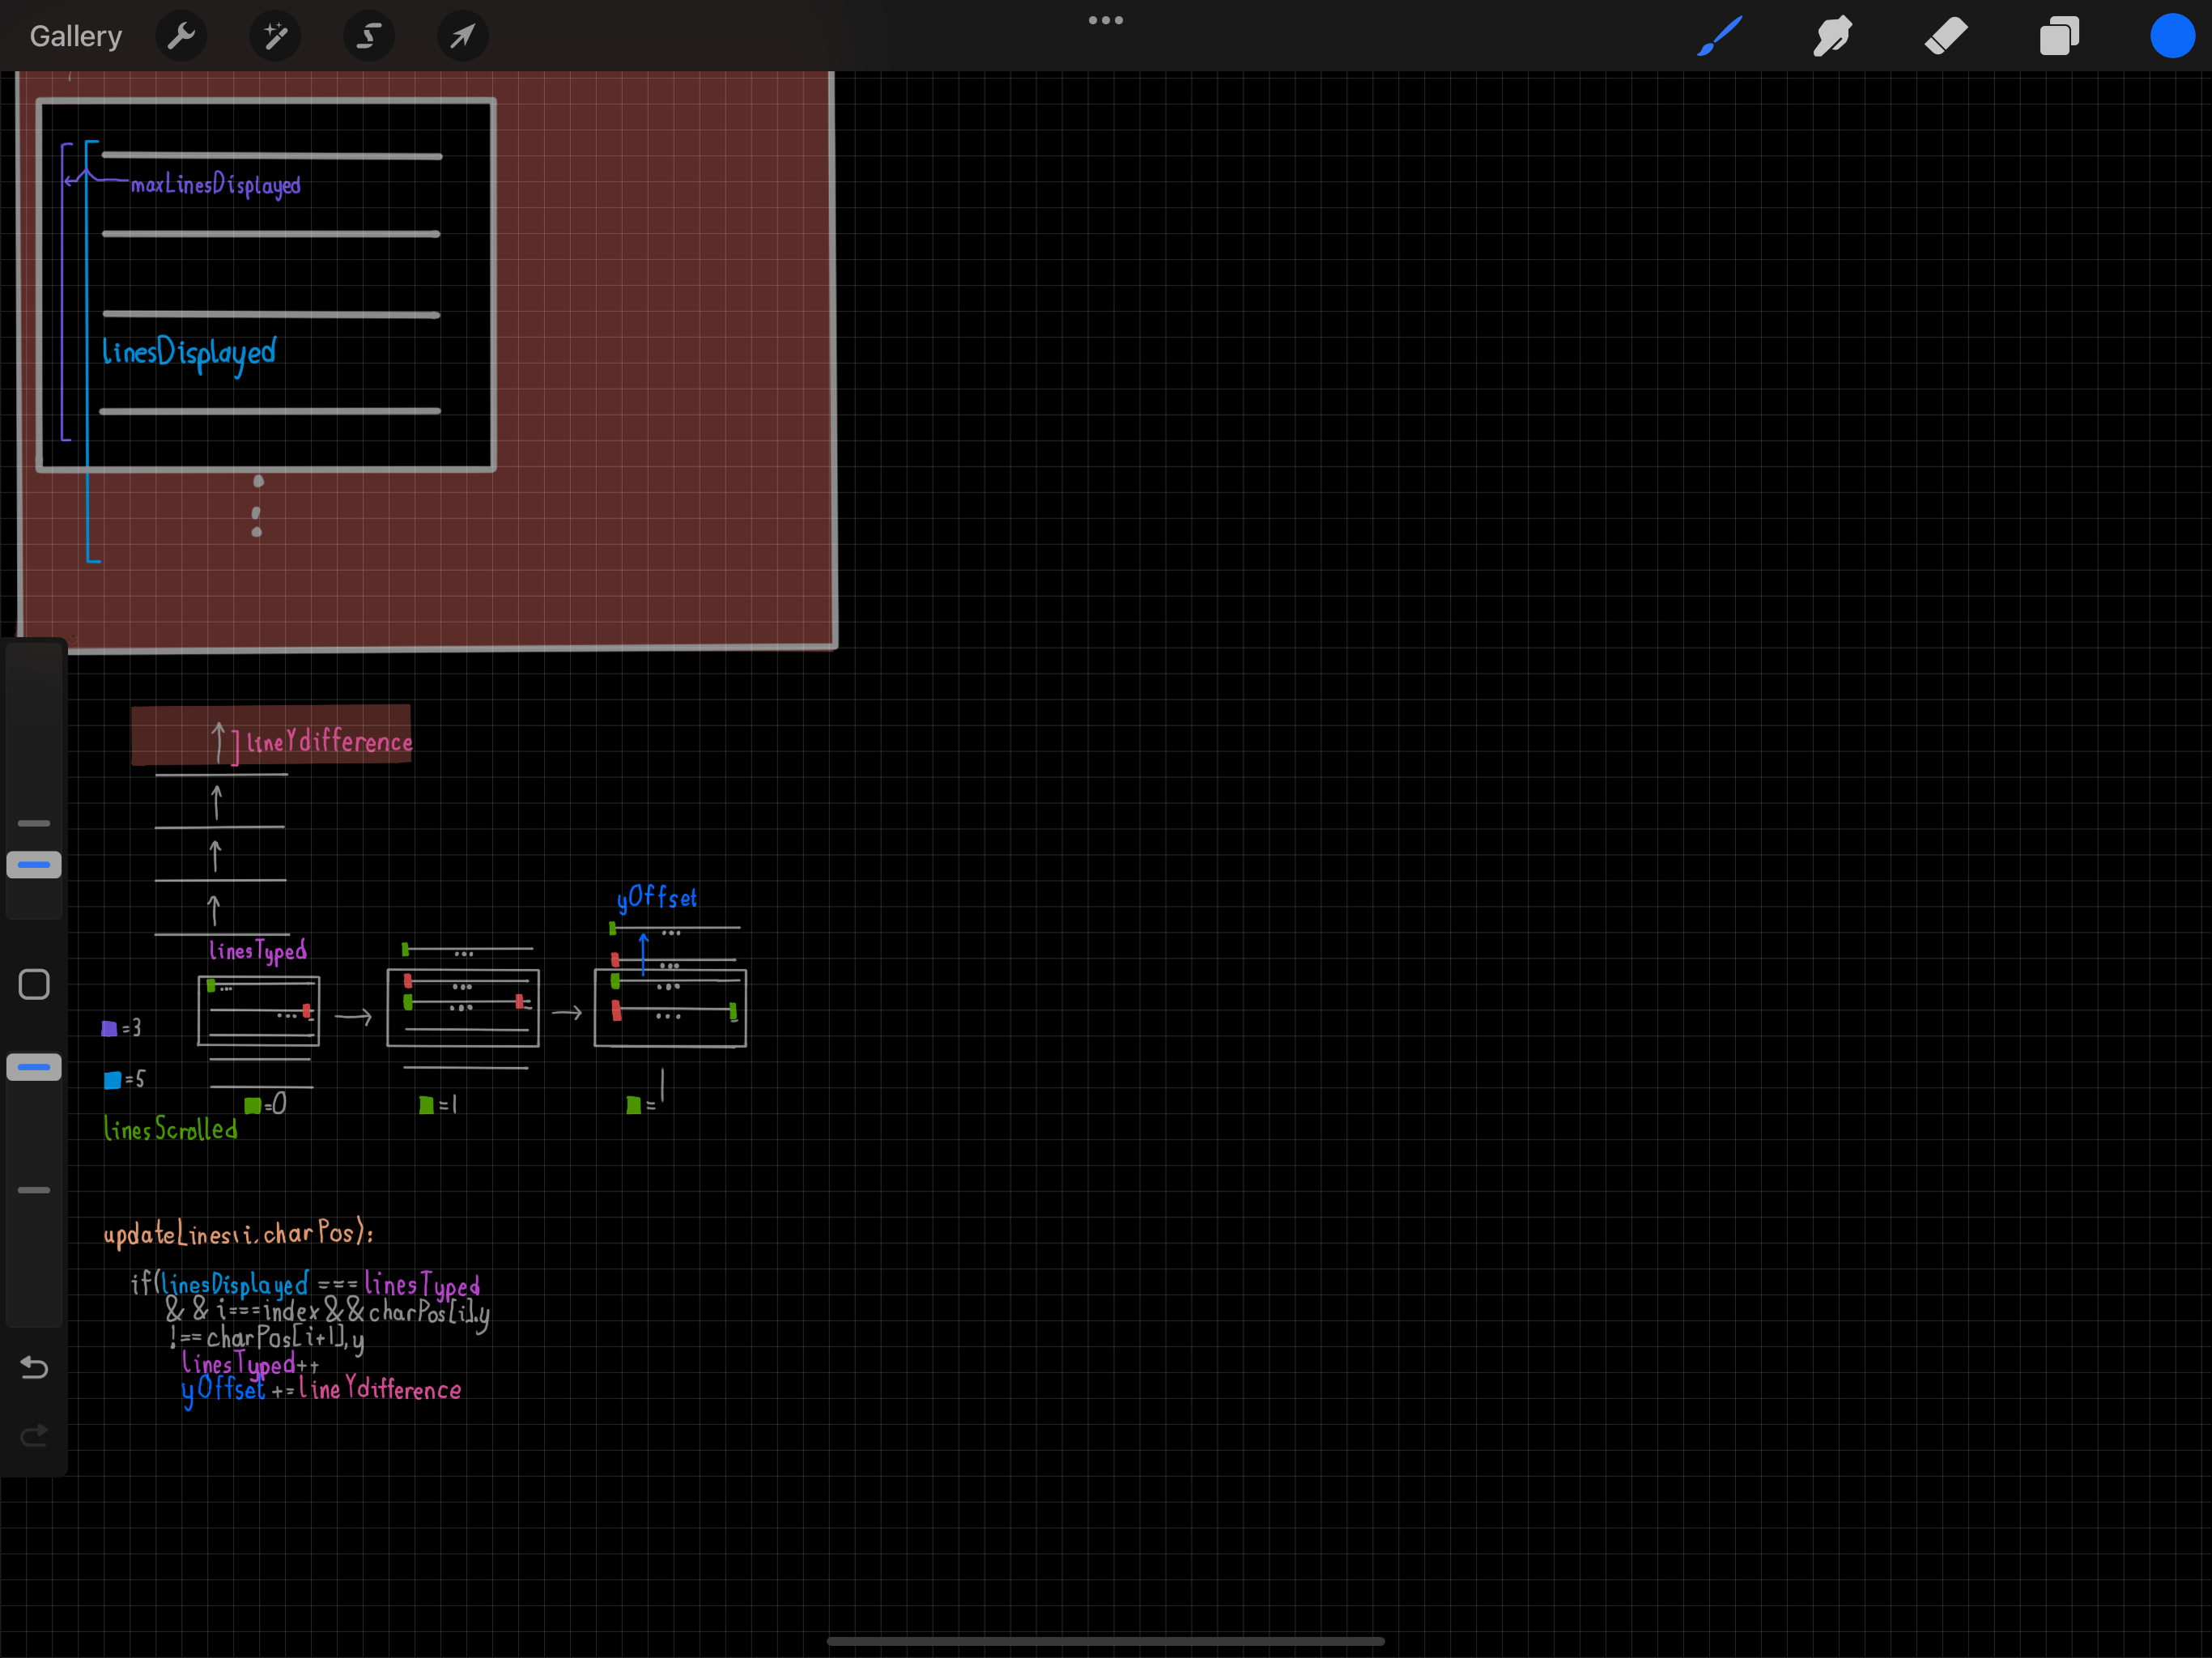 Gallery
maxLinesDisplayed
linesDisplayed
lineYdifference
yOffset
linesTyped
=3
=5
=0
=1
=1
linesScrolled
updateLines(i, charPos):
if(linesDisplayed === linesTyped
&& i===index && charPos[i].y
!== charPos[i+1].y
linesTyped++
yOffset += lineYdifference